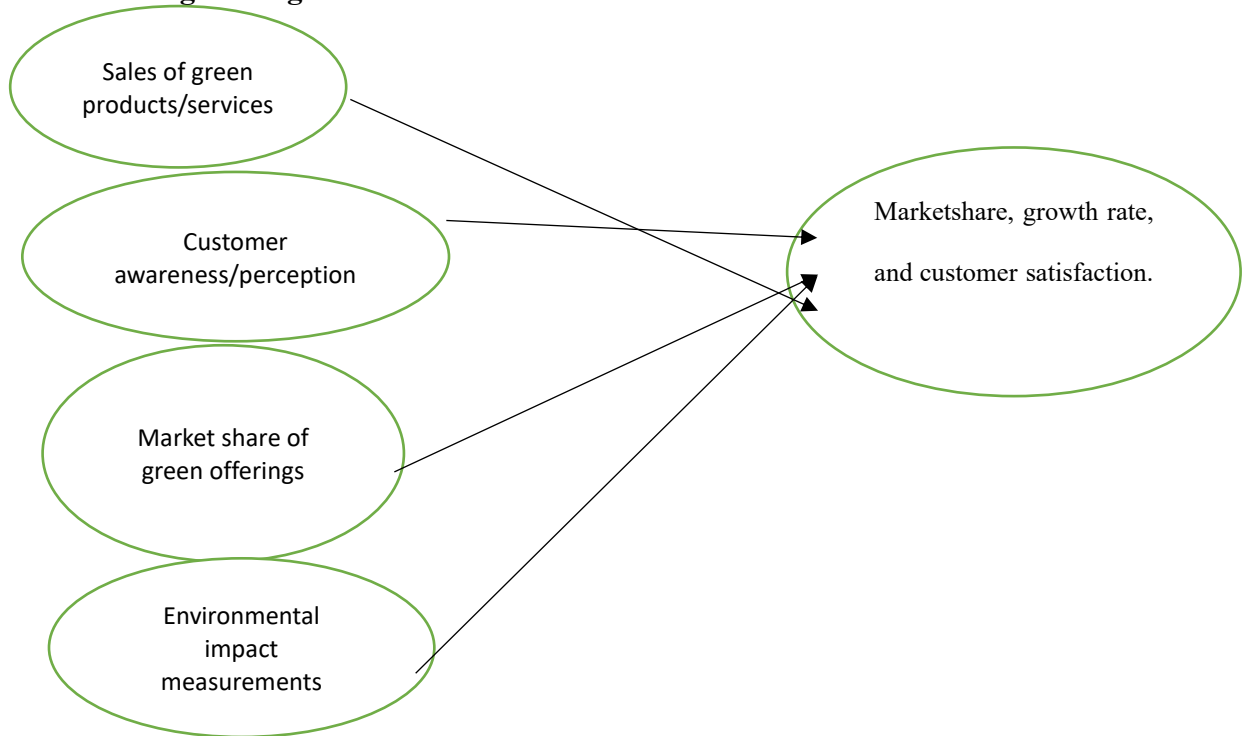 Sales of green
products/services
Customer
awareness/perception
Marketshare, growth rate,
and customer satisfaction.
Market share of
green offerings
Environmental
impact
measurements